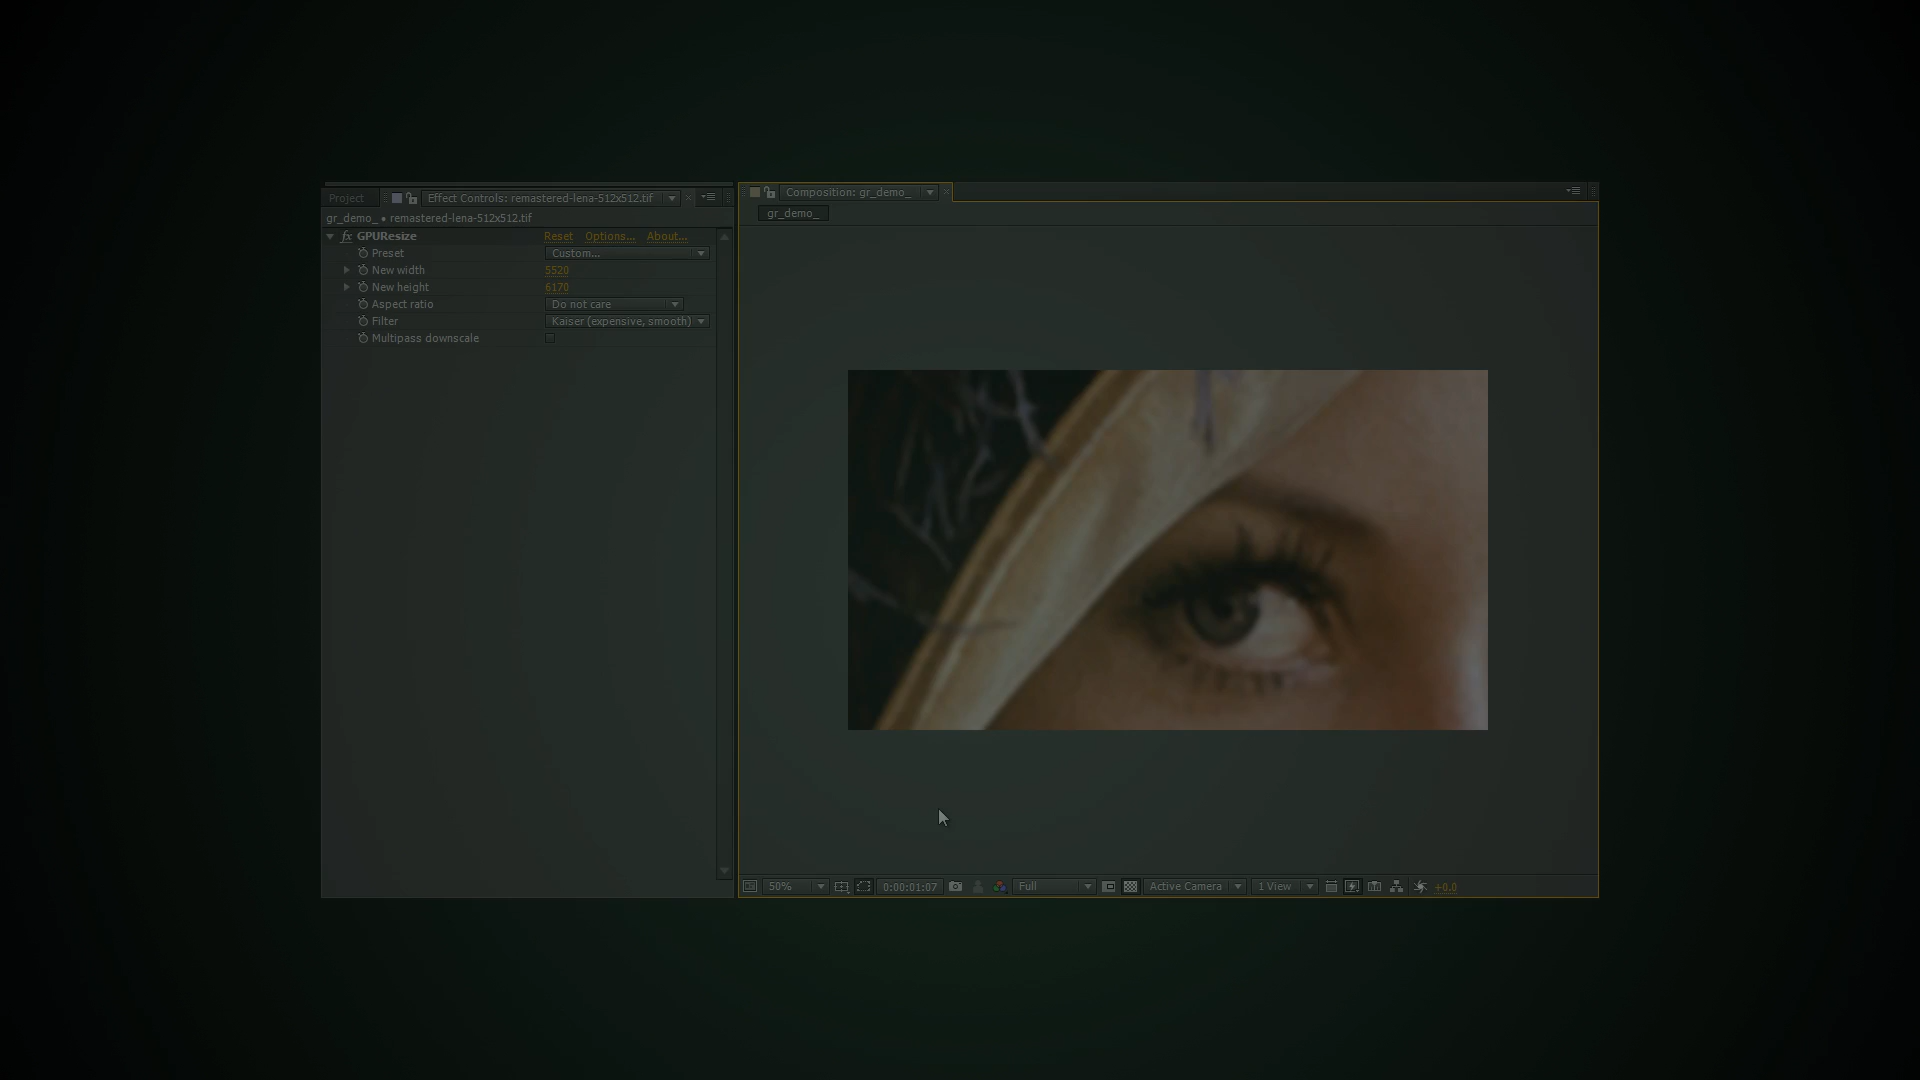 Project
Effect Controls: remastered-lena-512x512.tif
gr_demo_ • remastered-lena-512x512.tif
fx GPUResize Reset Options... About...
Preset Custom...
New width 5520
New height 6170
Aspect ratio Do not care
Filter Kaiser (expensive, smooth)
Multipass downscale
Composition: gr_demo_
gr_demo_
50% 0:00:01:07 Full Active Camera 1 View +0.0